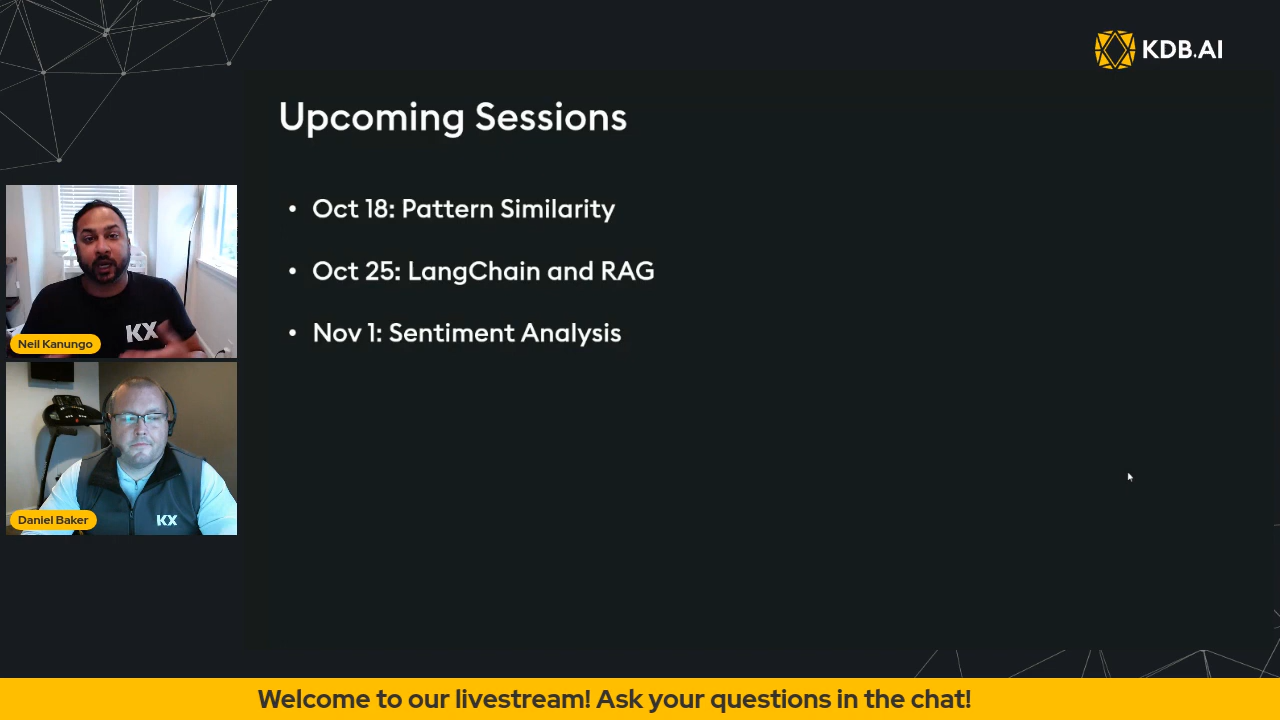 KDB.AI
Upcoming Sessions
• Oct 18: Pattern Similarity
• Oct 25: LangChain and RAG
• Nov 1: Sentiment Analysis
KX
Neil Kanungo
KX
Daniel Baker
Welcome to our livestream! Ask your questions in the chat!